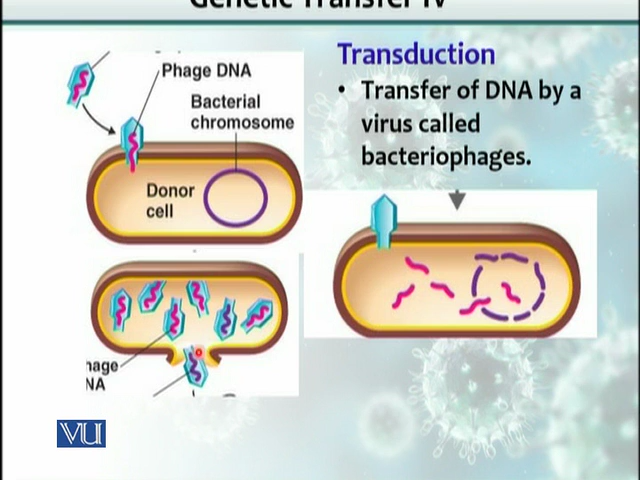 Genetic Transfer IV
Transduction
• Transfer of DNA by a
virus called
bacteriophages.
Phage DNA
Bacterial
chromosome
Donor
cell
hage
NA
VU